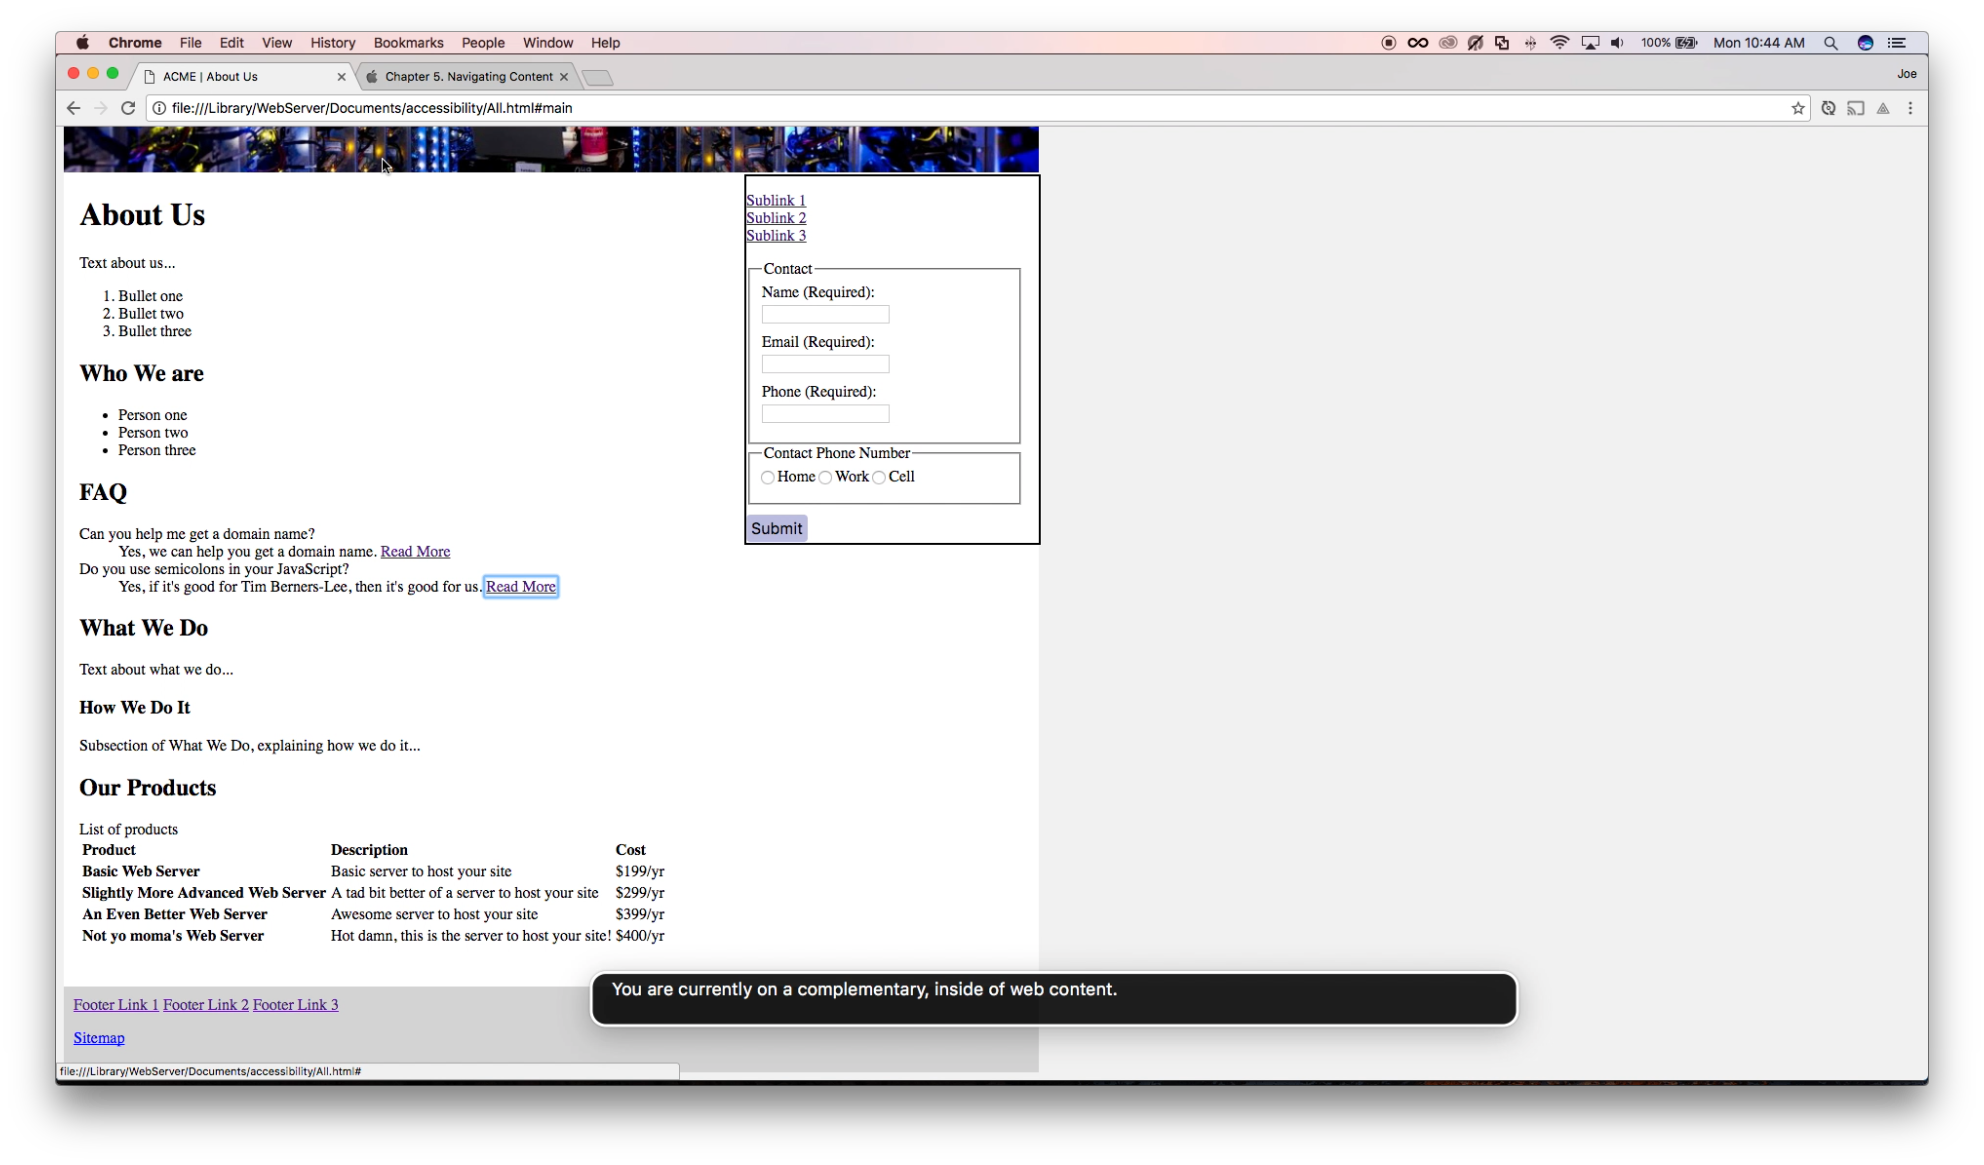 Chrome File Edit View History Bookmarks People Window Help 100% Mon 10:44 AM
ACME | About Us Chapter 5. Navigating Content Joe
file:///Library/WebServer/Documents/accessibility/All.html#main
About Us
Text about us...
1. Bullet one
2. Bullet two
3. Bullet three
Who We are
• Person one
• Person two
• Person three
FAQ
Can you help me get a domain name?
Yes, we can help you get a domain name. Read More
Do you use semicolons in your JavaScript?
Yes, if it's good for Tim Berners-Lee, then it's good for us. Read More
What We Do
Text about what we do...
How We Do It
Subsection of What We Do, explaining how we do it...
Our Products
List of products
Product Description Cost
Basic Web Server Basic server to host your site $199/yr
Slightly More Advanced Web Server A tad bit better of a server to host your site $299/yr
An Even Better Web Server Awesome server to host your site $399/yr
Not yo moma's Web Server Hot damn, this is the server to host your site! $400/yr
Sublink 1
Sublink 2
Sublink 3
Contact
Name (Required):
Email (Required):
Phone (Required):
Contact Phone Number
Home Work Cell
Submit
Footer Link 1 Footer Link 2 Footer Link 3
Sitemap
You are currently on a complementary, inside of web content.
file:///Library/WebServer/Documents/accessibility/All.html#